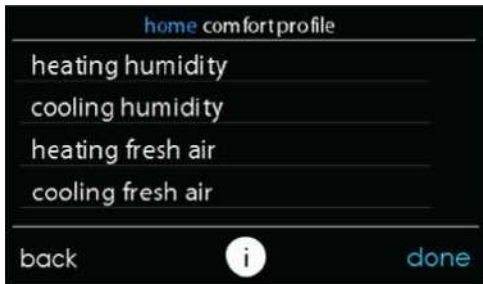 home comfort profile
heating humidity
cooling humidity
heating fresh air
cooling fresh air
back i done